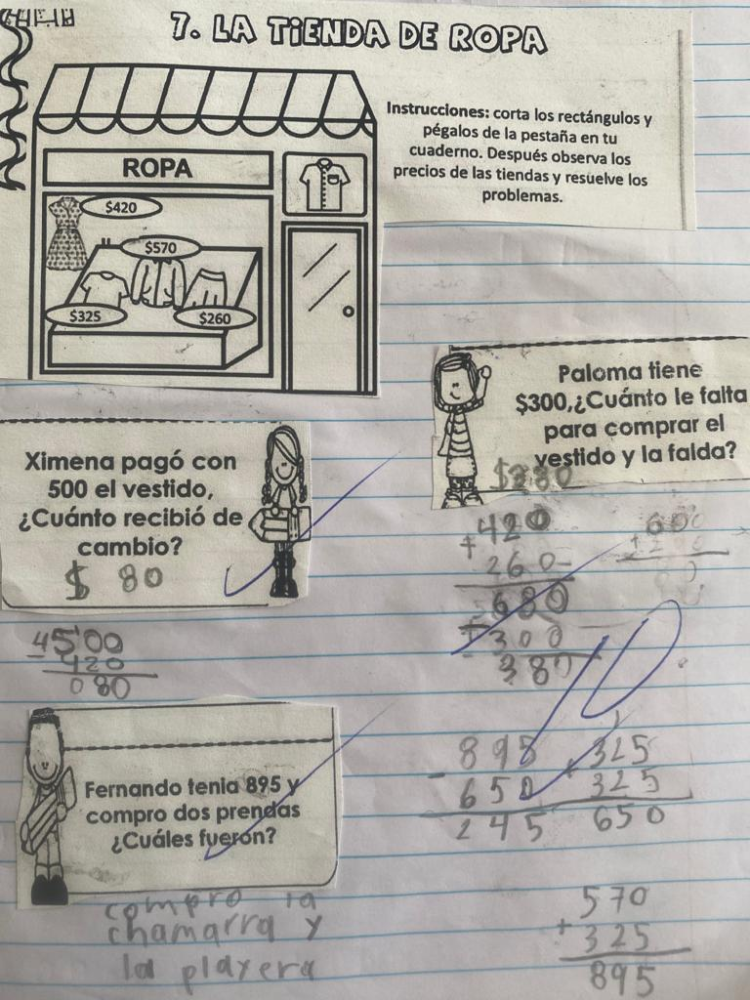 7. LA TIENDA DE ROPA
Instrucciones: corta los rectángulos y
pégalos de la pestaña en tu
cuaderno. Después observa los
precios de las tiendas y resuelve los
problemas.
ROPA
$420
$570
$325
$260
Paloma tiene
$300,¿Cuánto le falta
para comprar el
vestido y la falda?
$380
420
+
260
680
- 300
380
Ximena pagó con
500 el vestido,
¿Cuánto recibió de
cambio?
$ 80
4500
- 420
080
10
Fernando tenia 895 y
compro dos prendas
¿Cuáles fueron?
compro la
chamarra y
la playera
895
- 650
245
1
325
+ 325
650
570
+ 325
895